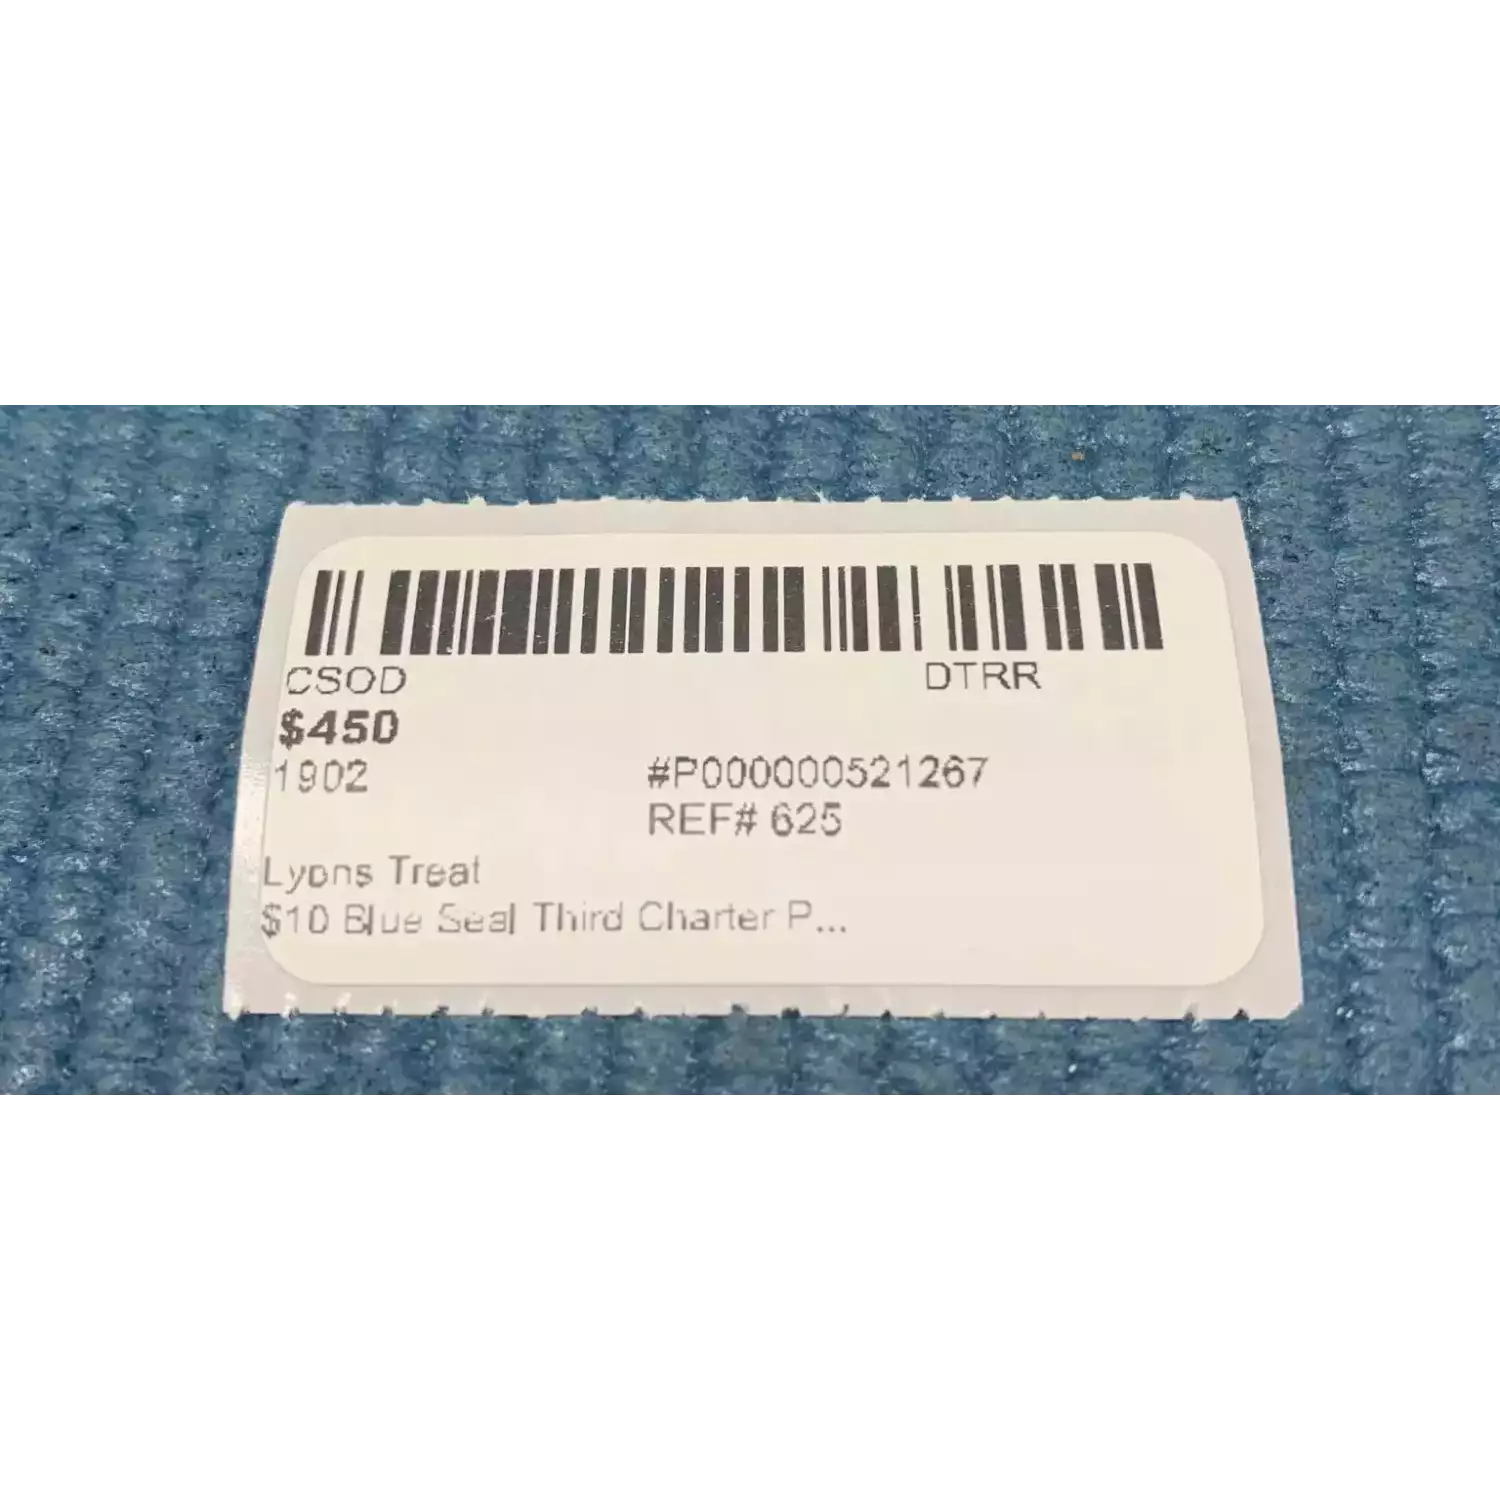 CSOD DTRR
$450
1902 #P000000521267
REF# 625
Lyons Treat
$10 Blue Seal Third Charter P...